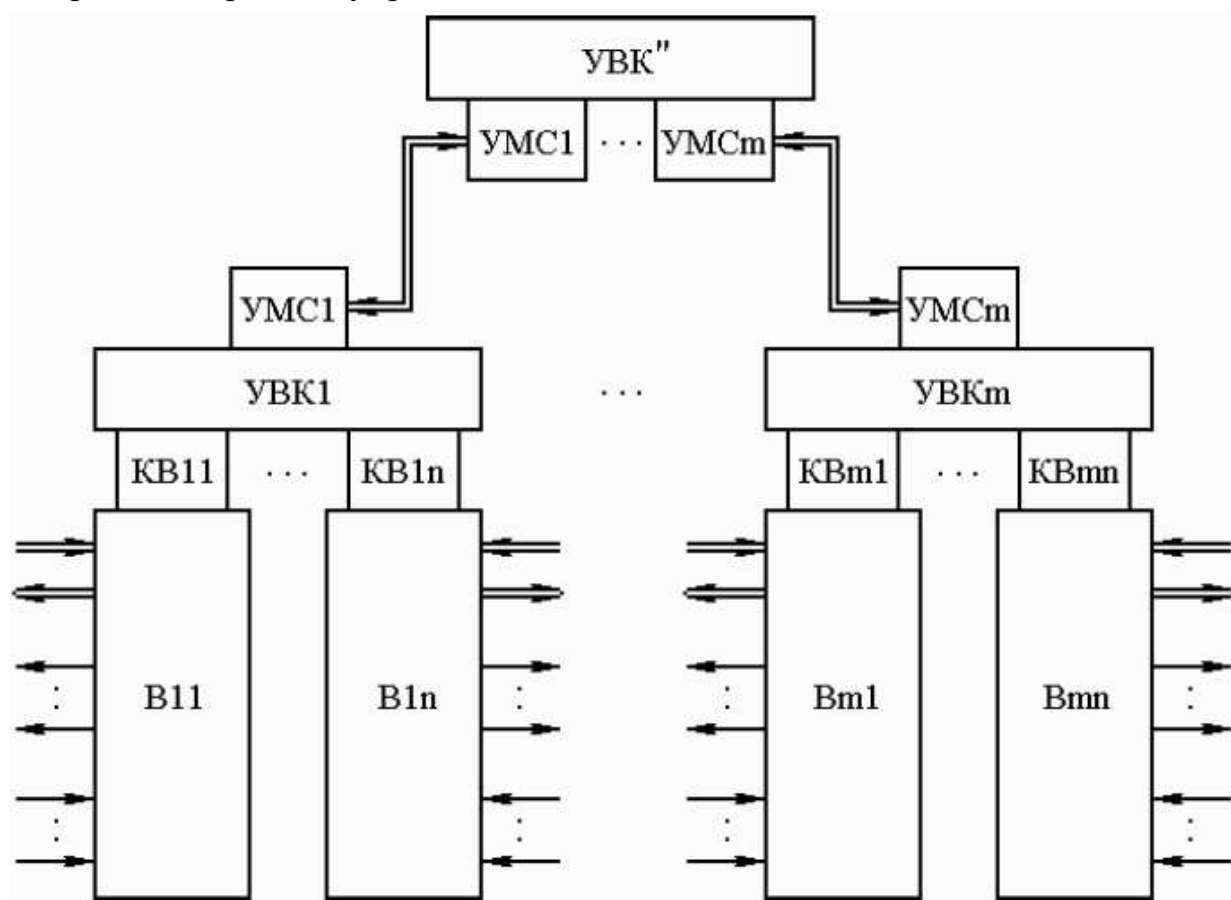 УВК"
УМС1 . . . УМСm
УМС1 УМСm
УВК1 . . . УВКm
КВ11 . . . КВ1n КВm1 . . . КВmn
В11 В1n Вm1 Вmn